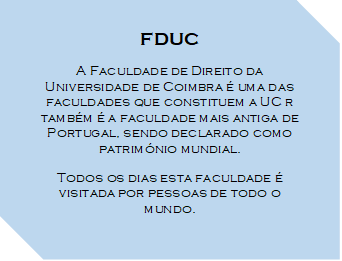 FDUC
A Faculdade de Direito da
Universidade de Coimbra é uma das
faculdades que constituem a UC r
também é a faculdade mais antiga de
Portugal, sendo declarado como
património mundial.
Todos os dias esta faculdade é
visitada por pessoas de todo o
mundo.